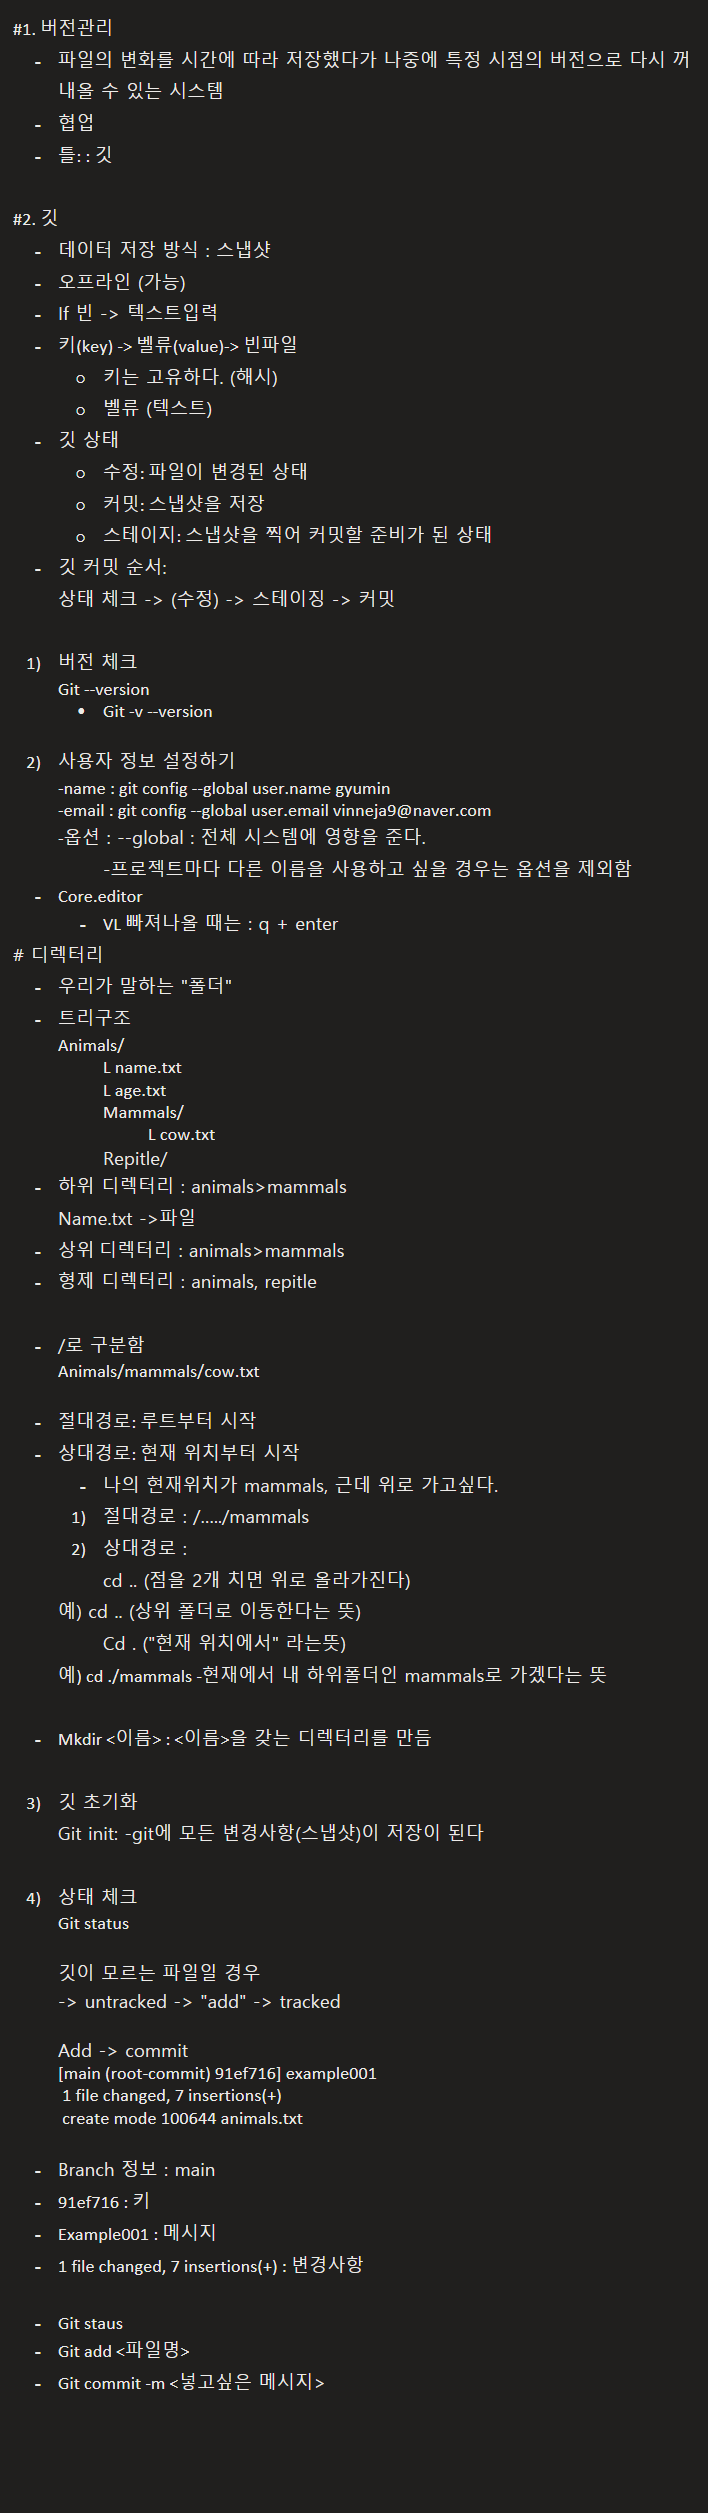 #1. 버전관리
- 파일의 변화를 시간에 따라 저장했다가 나중에 특정 시점의 버전으로 다시 꺼
내올 수 있는 시스템
- 협업
- 틀: : 깃
#2. 깃
- 데이터 저장 방식 : 스냅샷
- 오프라인 (가능)
- If 빈 -> 텍스트입력
- 키(key) -> 벨류(value)-> 빈파일
o 키는 고유하다. (해시)
o 벨류 (텍스트)
- 깃 상태
o 수정: 파일이 변경된 상태
o 커밋: 스냅샷을 저장
o 스테이지: 스냅샷을 찍어 커밋할 준비가 된 상태
- 깃 커밋 순서:
상태 체크 -> (수정) -> 스테이징 -> 커밋
1) 버전 체크
Git --version
• Git -v --version
2) 사용자 정보 설정하기
-name : git config --global user.name gyumin
-email : git config --global user.email vinneja9@naver.com
-옵션 : --global : 전체 시스템에 영향을 준다.
-프로젝트마다 다른 이름을 사용하고 싶을 경우는 옵션을 제외함
- Core.editor
- VL 빠져나올 때는 : q + enter
# 디렉터리
- 우리가 말하는 "폴더"
- 트리구조
Animals/
L name.txt
L age.txt
Mammals/
L cow.txt
Repitle/
- 하위 디렉터리 : animals>mammals
Name.txt ->파일
- 상위 디렉터리 : animals>mammals
- 형제 디렉터리 : animals, repitle
- /로 구분함
Animals/mammals/cow.txt
- 절대경로: 루트부터 시작
- 상대경로: 현재 위치부터 시작
- 나의 현재위치가 mammals, 근데 위로 가고싶다.
1) 절대경로 : /...../mammals
2) 상대경로 :
cd .. (점을 2개 치면 위로 올라가진다)
예) cd .. (상위 폴더로 이동한다는 뜻)
Cd . ("현재 위치에서" 라는뜻)
예) cd ./mammals -현재에서 내 하위폴더인 mammals로 가겠다는 뜻
- Mkdir <이름> : <이름>을 갖는 디렉터리를 만듬
3) 깃 초기화
Git init: -git에 모든 변경사항(스냅샷)이 저장이 된다
4) 상태 체크
Git status
깃이 모르는 파일일 경우
-> untracked -> "add" -> tracked
Add -> commit
[main (root-commit) 91ef716] example001
1 file changed, 7 insertions(+)
create mode 100644 animals.txt
- Branch 정보 : main
- 91ef716 : 키
- Example001 : 메시지
- 1 file changed, 7 insertions(+) : 변경사항
- Git staus
- Git add <파일명>
- Git commit -m <넣고싶은 메시지>